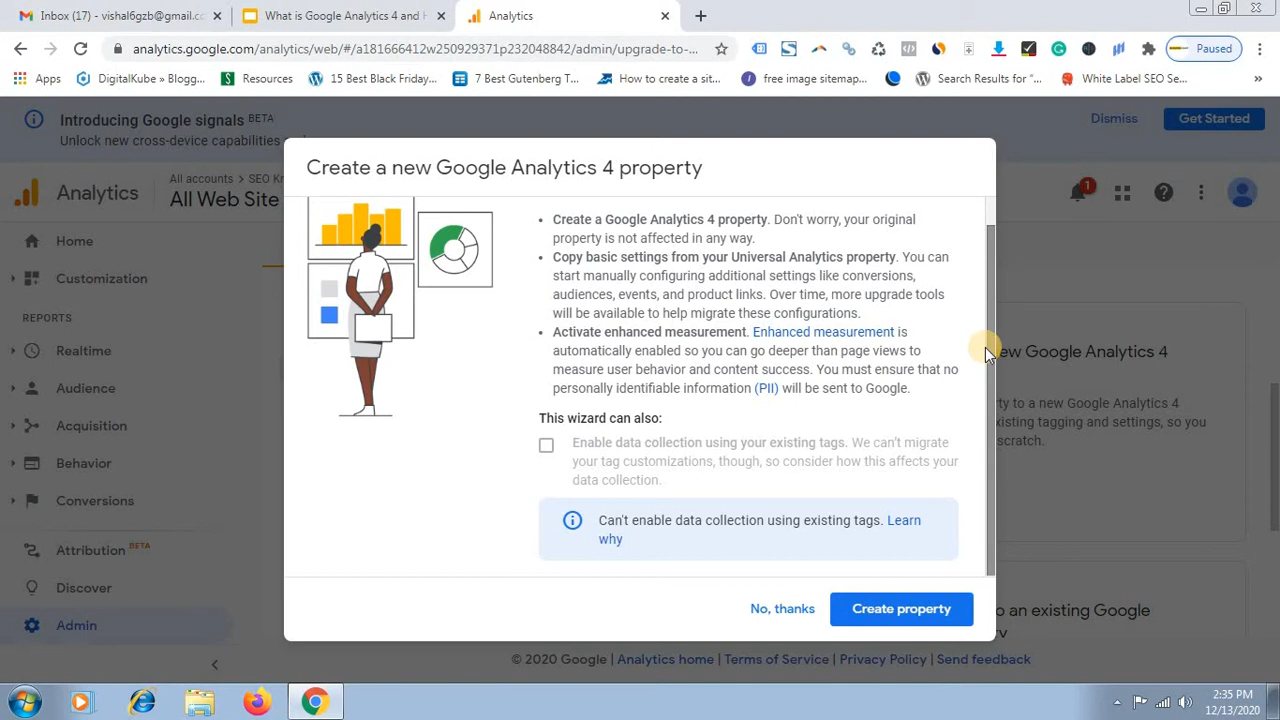 Inbox (17) - vishal6gzb@gmail.c
What is Google Analytics 4 and
Analytics
analytics.google.com/analytics/web/#/a181666412w250929371p232048842/admin/upgrade-to-...
Paused
Apps
DigitalKube » Blogg...
Resources
15 Best Black Friday...
7 Best Gutenberg T...
How to create a sit...
free image sitemap...
Search Results for "...
White Label SEO Se...
»
Introducing Google signals BETA
Unlock new cross-device capabilities
Dismiss
Get Started
Analytics
All accounts > SEO
All Web Site
1
Home
Customization
REPORTS
Realtime
Audience
Acquisition
Behavior
Conversions
Attribution BETA
Discover
Admin
Create a new Google Analytics 4 property
• Create a Google Analytics 4 property. Don't worry, your original
property is not affected in any way.
• Copy basic settings from your Universal Analytics property. You can
start manually configuring additional settings like conversions,
audiences, events, and product links. Over time, more upgrade tools
will be available to help migrate these configurations.
• Activate enhanced measurement. Enhanced measurement is
automatically enabled so you can go deeper than page views to
measure user behavior and content success. You must ensure that no
personally identifiable information (PII) will be sent to Google.
This wizard can also:
Enable data collection using your existing tags. We can't migrate
your tag customizations, though, so consider how this affects your
data collection.
Can't enable data collection using existing tags. Learn
why
No, thanks
Create property
ew Google Analytics 4
ty to a new Google Analytics 4
isting tagging and settings, so you
scratch.
o an existing Google
© 2020 Google | Analytics home | Terms of Service | Privacy Policy | Send feedback
2:35 PM
12/13/2020